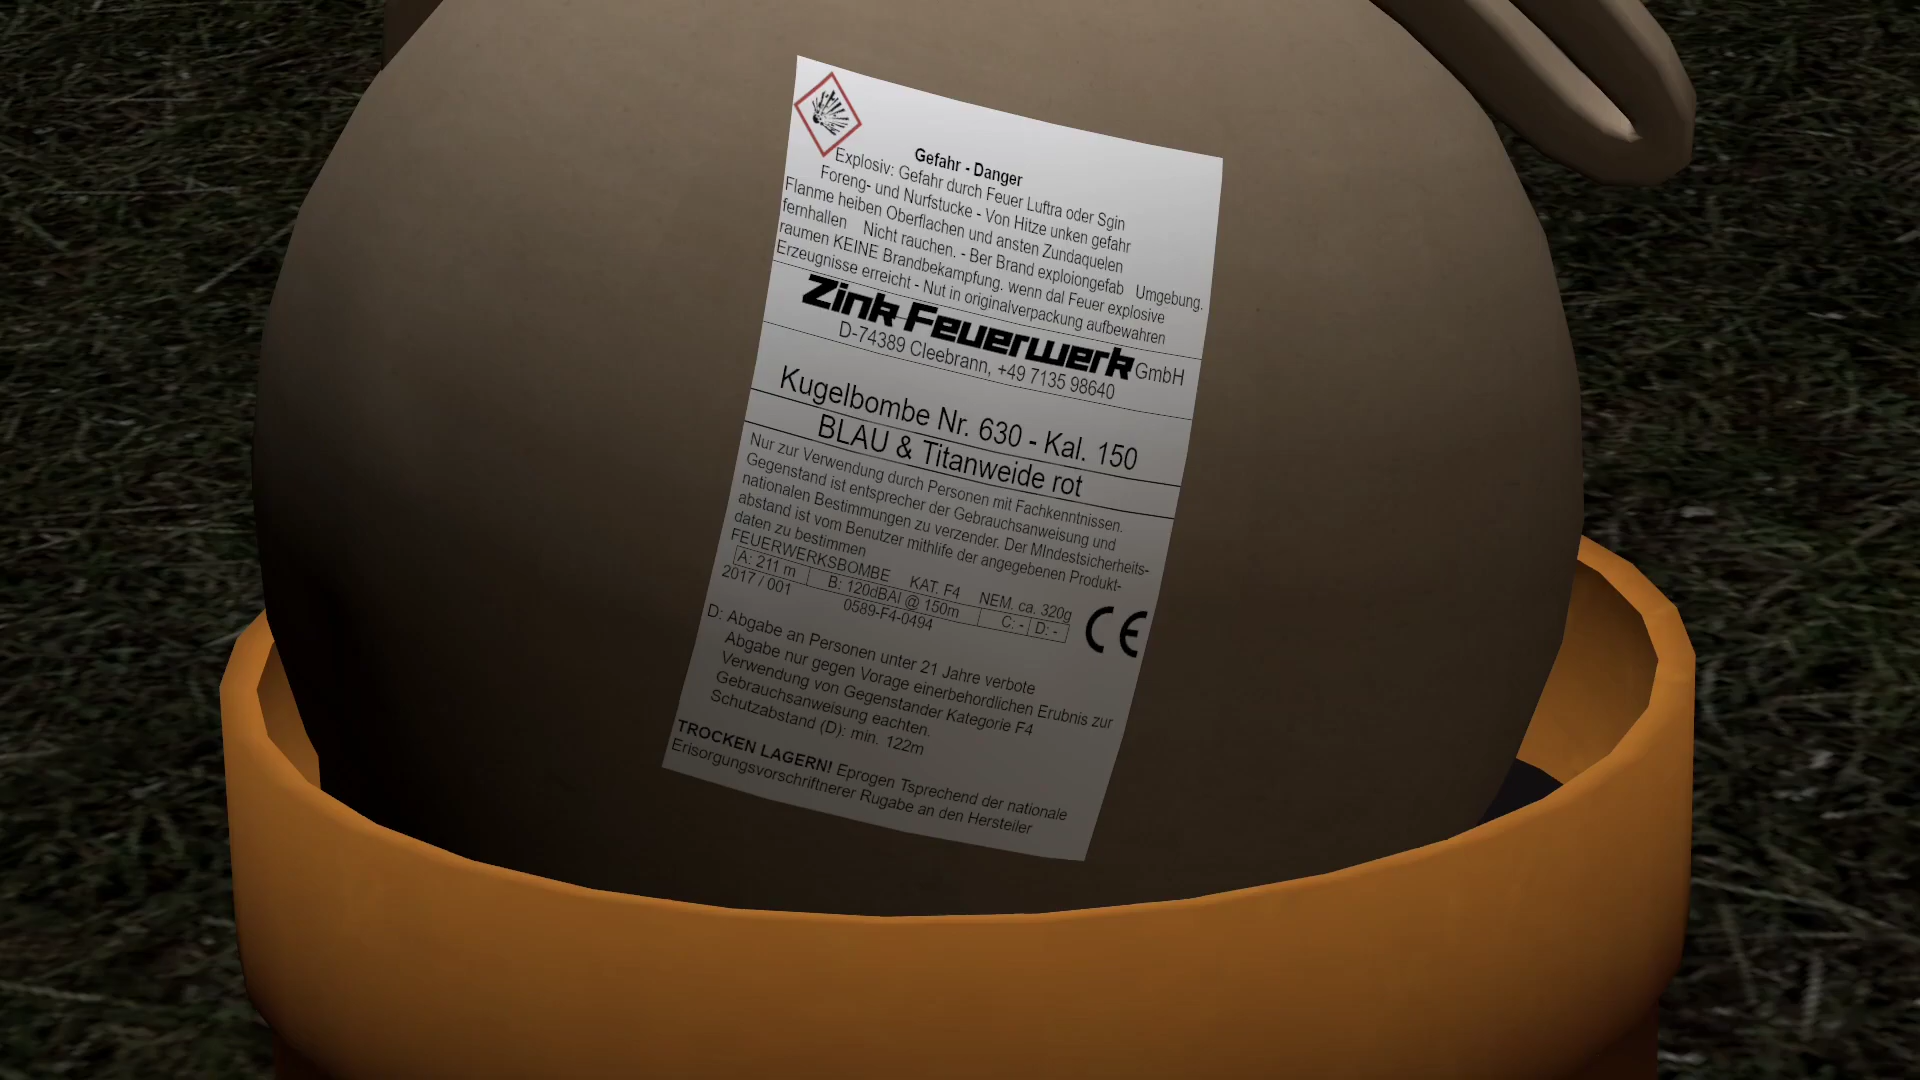 Gefahr - Danger
Explosiv: Gefahr durch Feuer Luftra oder Sgin
Foreng- und Nurfstucke - Von Hitze unken gefahr
Flanme heiben Oberflachen und ansten Zundaquelen
fernhallen Nicht rauchen. - Ber Brand exploiongefab Umgebung.
raumen KEINE Brandbekampfung. wenn dal Feuer explosive
Erzeugnisse erreicht - Nut in originalverpackung aufbewahren
Zink Feuerwerk GmbH
D-74389 Cleebrann, +49 7135 98640
Kugelbombe Nr. 630 - Kal. 150
BLAU & Titanweide rot
Nur zur Verwendung durch Personen mit Fachkenntnissen.
Gegenstand ist entsprecher der Gebrauchsanweisung und
nationalen Bestimmungen zu verzender. Der MIndestsicherheits-
abstand ist vom Benutzer mithlife der angegebenen Produkt-
daten zu bestimmen
FEUERWERKSBOMBE KAT. F4 NEM. ca. 320g
A: 211 m B: 120dBAI @ 150m C: - D: -
2017 / 001 0589-F4-0494
CE
D: Abgabe an Personen unter 21 Jahre verbote
Abgabe nur gegen Vorage einerbehordlichen Erubnis zur
Verwendung von Gegenstander Kategorie F4
Gebrauchsanweisung eachten.
Schutzabstand (D): min. 122m
TROCKEN LAGERN! Eprogen Tsprechend der nationale
Erisorgungsvorschriftnerer Rugabe an den Hersteiler